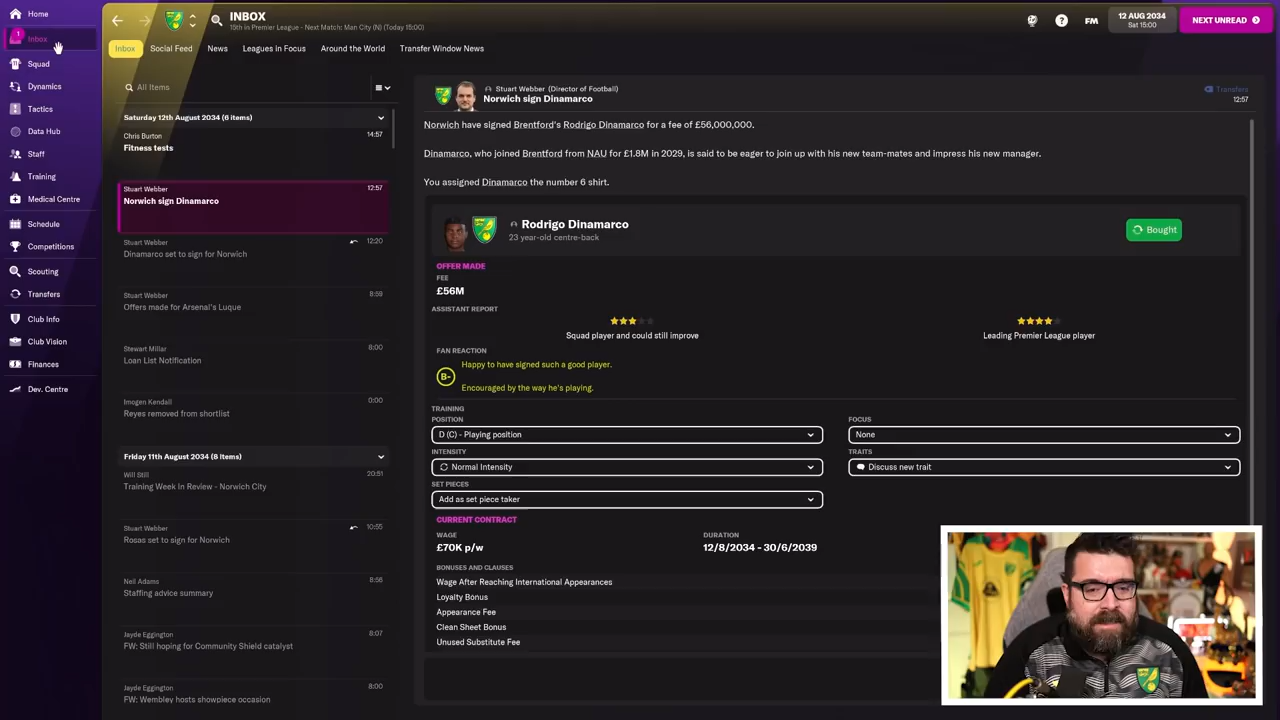 Home
1
Inbox
Squad
Dynamics
Tactics
Data Hub
Staff
Training
Medical Centre
Schedule
Competitions
Scouting
Transfers
Club Info
Club Vision
Finances
Dev. Centre
INBOX
19th in Premier League - Next Match: Man City (N) (Today 15:00)
FM
12 AUG 2034
Sat 15:00
NEXT UNREAD
Inbox
Social Feed
News
Leagues in Focus
Around the World
Transfer Window News
All Items
Saturday 12th August 2034 (6 items)
Chris Burton 14:57
Fitness tests
Stuart Webber 12:57
Norwich sign Dinamarco
Stuart Webber 12:20
Dinamarco set to sign for Norwich
Stuart Webber 8:59
Offers made for Arsenal's Luque
Stewart Millar 8:00
Loan List Notification
Imogen Kendall 0:00
Reyes removed from shortlist
Friday 11th August 2034 (8 items)
Will Still 20:51
Training Week In Review - Norwich City
Stuart Webber 10:55
Rosas set to sign for Norwich
Neil Adams 8:56
Staffing advice summary
Jayde Eggington 8:07
FW: Still hoping for Community Shield catalyst
Jayde Eggington 8:00
FW: Wembley hosts showpiece occasion
Stuart Webber (Director of Football)
Norwich sign Dinamarco
Transfers
12:57
Norwich have signed Brentford's Rodrigo Dinamarco for a fee of £56,000,000.
Dinamarco, who joined Brentford from NAU for £1.8M in 2029, is said to be eager to join up with his new team-mates and impress his new manager.
You assigned Dinamarco the number 6 shirt.
Rodrigo Dinamarco
23 year-old centre-back
Bought
OFFER MADE
FEE
£56M
ASSISTANT REPORT
Squad player and could still improve
Leading Premier League player
FAN REACTION
B-
Happy to have signed such a good player.
Encouraged by the way he's playing.
TRAINING
POSITION
D (C) - Playing position
FOCUS
None
INTENSITY
Normal Intensity
TRAITS
Discuss new trait
SET PIECES
Add as set piece taker
CURRENT CONTRACT
WAGE
£70K p/w
DURATION
12/8/2034 - 30/6/2039
BONUSES AND CLAUSES
Wage After Reaching International Appearances
Loyalty Bonus
Appearance Fee
Clean Sheet Bonus
Unused Substitute Fee